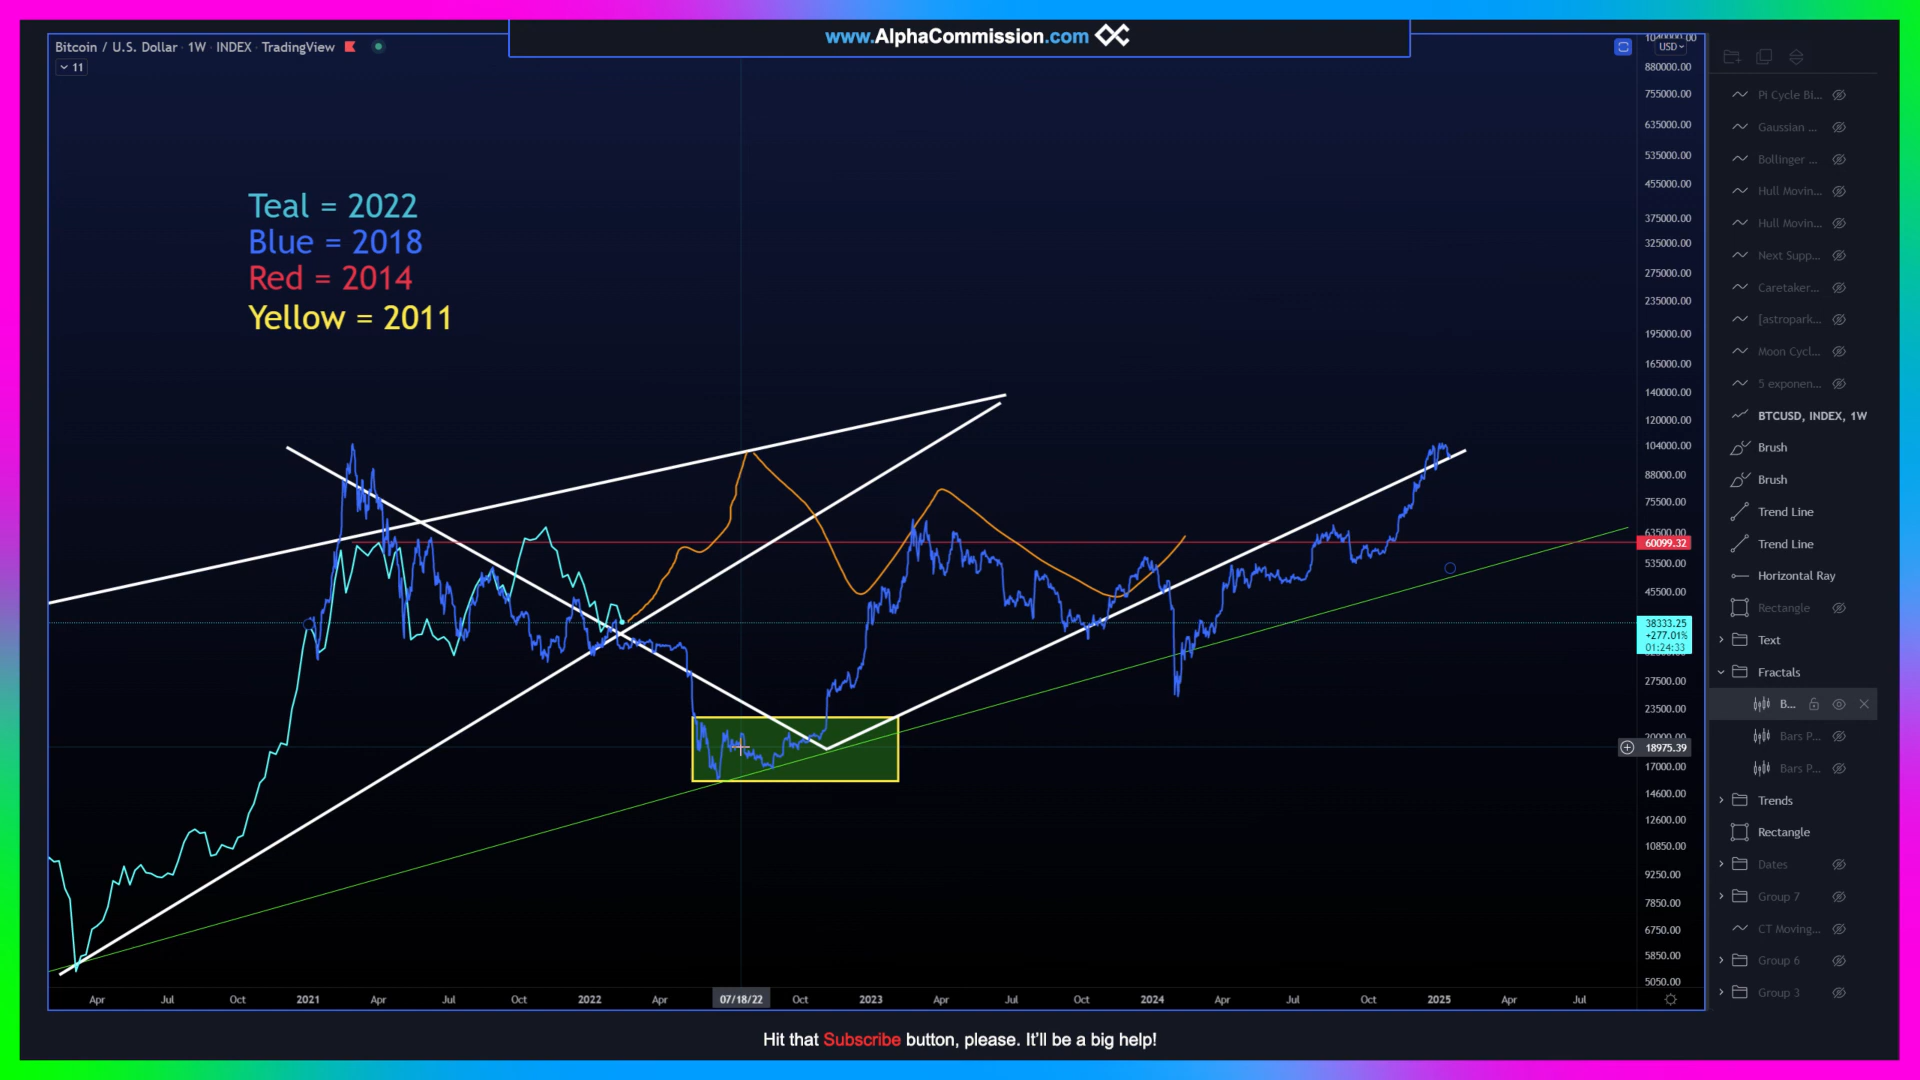 www.AlphaCommission.com
Bitcoin / U.S. Dollar · 1W · INDEX · TradingView
11
USD
880000.00
755000.00
635000.00
535000.00
455000.00
375000.00
325000.00
275000.00
235000.00
195000.00
165000.00
140000.00
120000.00
104000.00
88000.00
75500.00
63500.00
60099.32
53500.00
45500.00
38333.25
+277.01%
01:24:33
27500.00
23500.00
20000.00
18975.39
17000.00
14600.00
12600.00
10850.00
9250.00
7850.00
6750.00
5850.00
5050.00
Teal = 2022
Blue = 2018
Red = 2014
Yellow = 2011
Apr Jul Oct 2021 Apr Jul Oct 2022 Apr 07/18/22 Oct 2023 Apr Jul Oct 2024 Apr Jul Oct 2025 Apr Jul
Pi Cycle Bi...
Gaussian ...
Bollinger ...
Hull Movin...
Hull Movin...
Next Supp...
Caretaker...
[astropark...
Moon Cycl...
5 exponen...
BTCUSD, INDEX, 1W
Brush
Brush
Trend Line
Trend Line
Horizontal Ray
Rectangle
Text
Fractals
B...
Bars P...
Bars P...
Trends
Rectangle
Dates
Group 7
CT Moving...
Group 6
Group 3
Hit that Subscribe button, please. It'll be a big help!